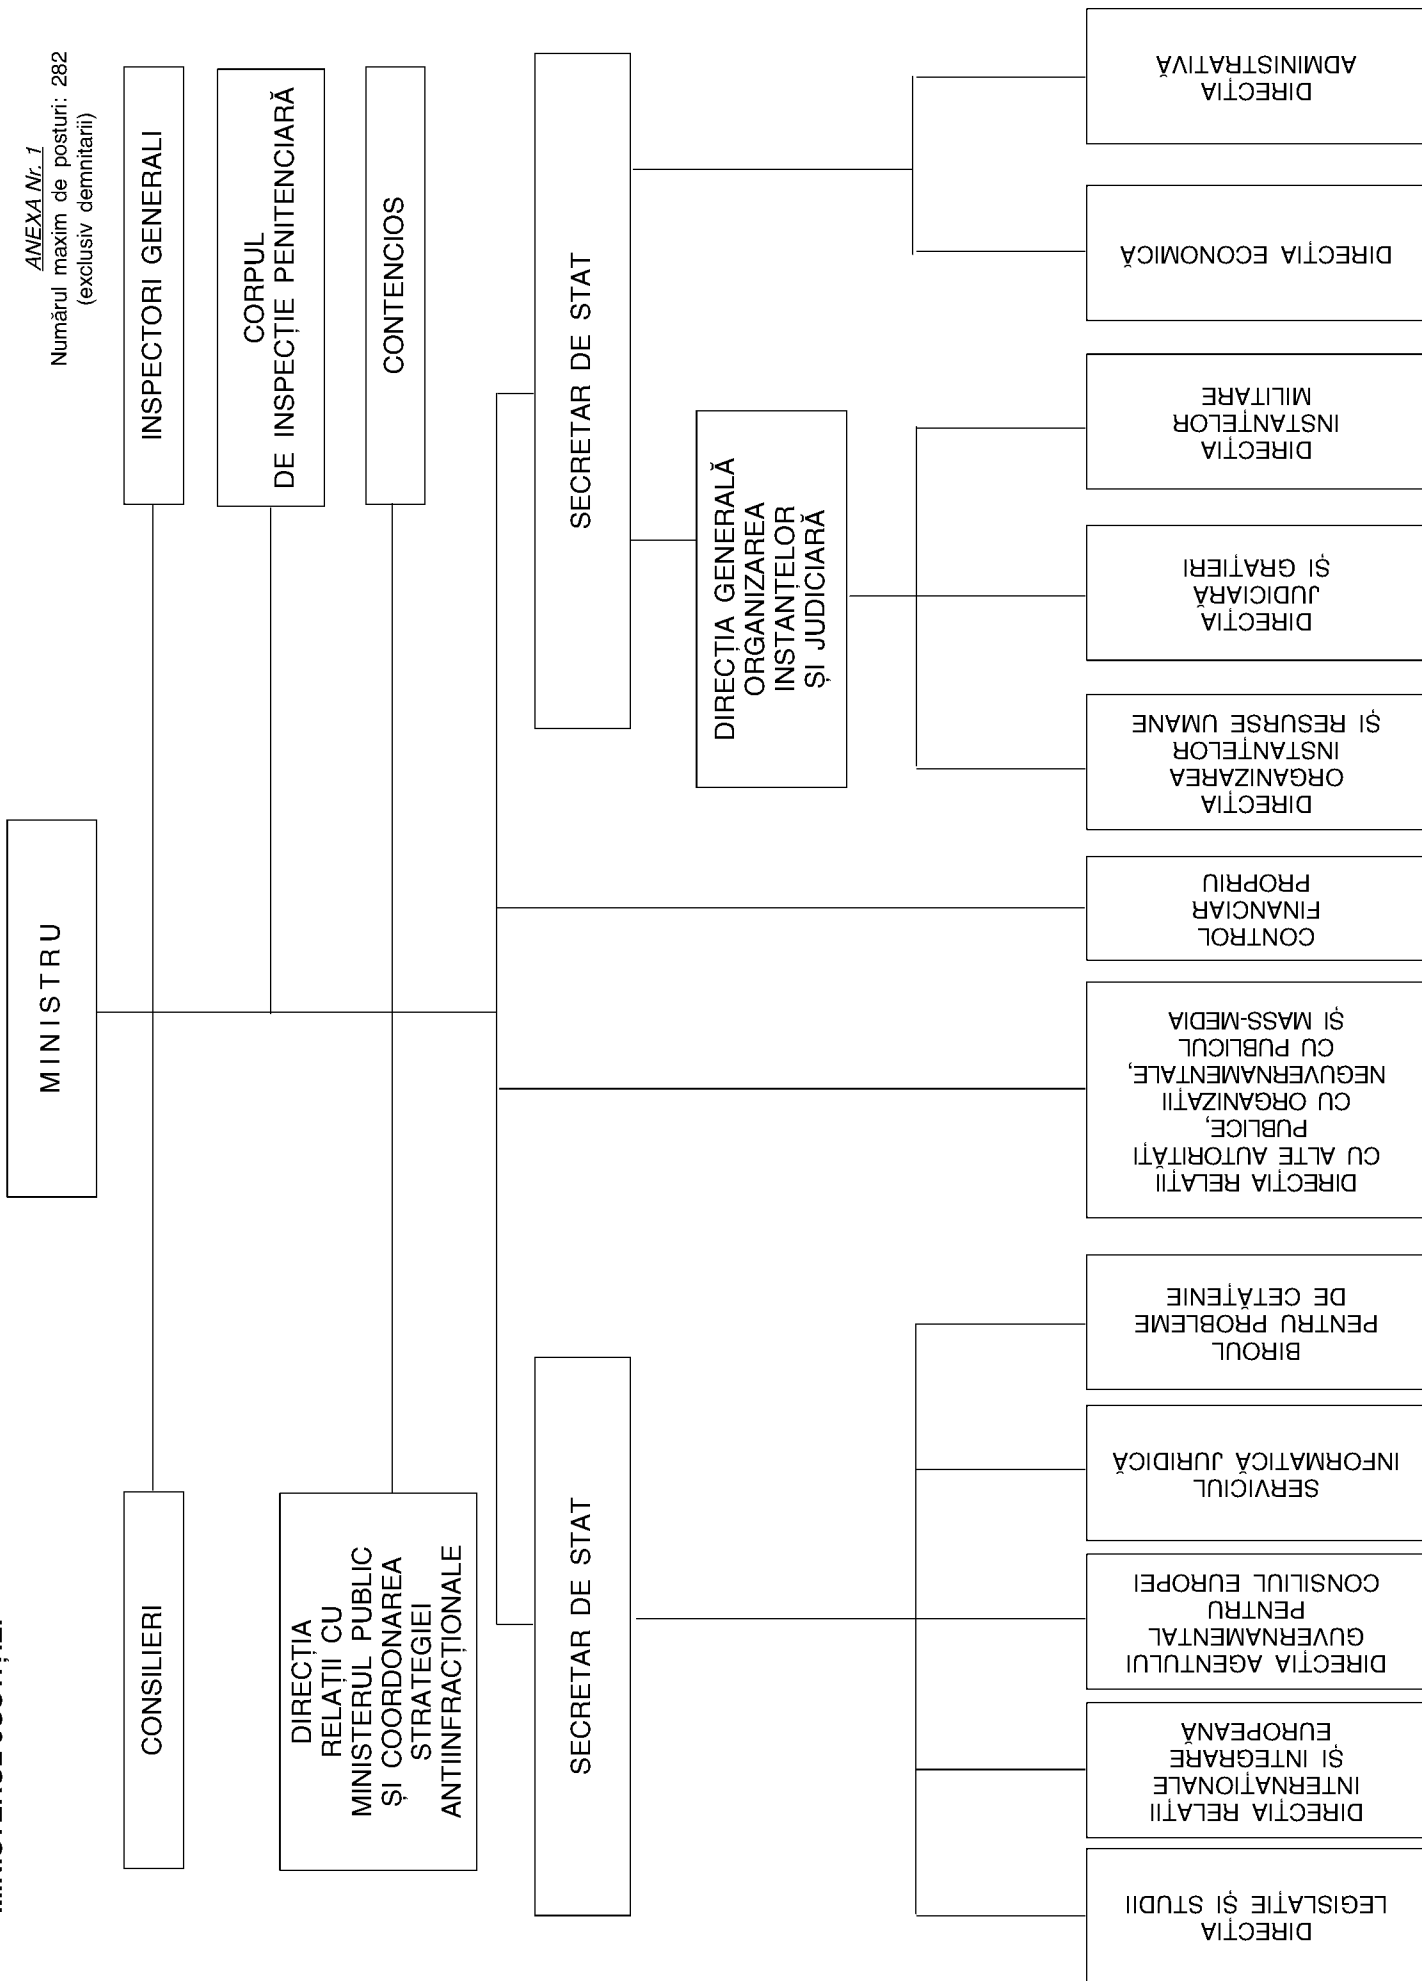 ANEXA Nr. 1
Numărul maxim de posturi: 282
(exclusiv demnitarii)
MINISTRU
CONSILIERI
INSPECTORI GENERALI
CORPUL
DE INSPECȚIE PENITENCIARĂ
DIRECȚIA
RELAȚII CU
MINISTERUL PUBLIC
ȘI COORDONAREA
STRATEGIEI
ANTIINFRACȚIONALE
CONTENCIOS
SECRETAR DE STAT
SECRETAR DE STAT
DIRECȚIA GENERALĂ
ORGANIZAREA
INSTANȚELOR
ȘI JUDICIARĂ
DIRECȚIA
LEGISLAȚIE ȘI STUDII
DIRECȚIA RELAȚII
INTERNAȚIONALE
ȘI INTEGRARE
EUROPEANĂ
DIRECȚIA AGENTULUI
GUVERNAMENTAL
PENTRU
CONSILIUL EUROPEI
SERVICIUL
INFORMATICĂ JURIDICĂ
BIROUL
PENTRU PROBLEME
DE CETĂȚENIE
DIRECȚIA RELAȚII
CU ALTE AUTORITĂȚI
PUBLICE,
CU ORGANIZAȚII
NEGUVERNAMENTALE,
CU PUBLICUL
ȘI MASS-MEDIA
CONTROL
FINANCIAR
PROPRIU
DIRECȚIA
ORGANIZAREA
INSTANȚELOR
ȘI RESURSE UMANE
DIRECȚIA
JUDICIARĂ
ȘI GRAȚIERI
DIRECȚIA
INSTANȚELOR
MILITARE
DIRECȚIA ECONOMICĂ
DIRECȚIA
ADMINISTRATIVĂ